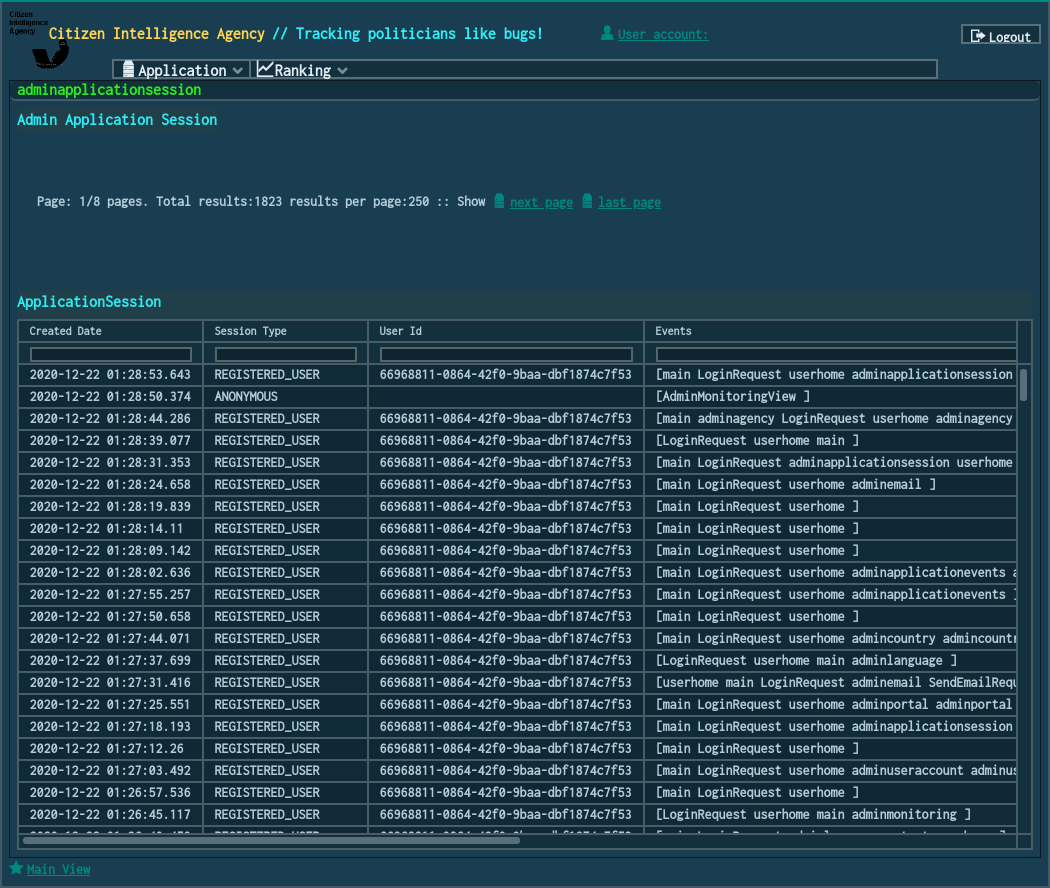 Citizen
Intelligence
Agency
Citizen Intelligence Agency // Tracking politicians like bugs!
User account:
Logout
Application
Ranking
adminapplicationsession
Admin Application Session
Page: 1/8 pages. Total results:1823 results per page:250 :: Show next page last page
ApplicationSession
Created Date Session Type User Id Events
2020-12-22 01:28:53.643 REGISTERED_USER 66968811-0864-42f0-9baa-dbf1874c7f53 [main LoginRequest userhome adminapplicationsession
2020-12-22 01:28:50.374 ANONYMOUS [AdminMonitoringView ]
2020-12-22 01:28:44.286 REGISTERED_USER 66968811-0864-42f0-9baa-dbf1874c7f53 [main adminagency LoginRequest userhome adminagency
2020-12-22 01:28:39.077 REGISTERED_USER 66968811-0864-42f0-9baa-dbf1874c7f53 [LoginRequest userhome main ]
2020-12-22 01:28:31.353 REGISTERED_USER 66968811-0864-42f0-9baa-dbf1874c7f53 [main LoginRequest adminapplicationsession userhome
2020-12-22 01:28:24.658 REGISTERED_USER 66968811-0864-42f0-9baa-dbf1874c7f53 [main LoginRequest userhome adminemail ]
2020-12-22 01:28:19.839 REGISTERED_USER 66968811-0864-42f0-9baa-dbf1874c7f53 [main LoginRequest userhome ]
2020-12-22 01:28:14.11 REGISTERED_USER 66968811-0864-42f0-9baa-dbf1874c7f53 [main LoginRequest userhome ]
2020-12-22 01:28:09.142 REGISTERED_USER 66968811-0864-42f0-9baa-dbf1874c7f53 [main LoginRequest userhome ]
2020-12-22 01:28:02.636 REGISTERED_USER 66968811-0864-42f0-9baa-dbf1874c7f53 [main LoginRequest userhome adminapplicationevents a
2020-12-22 01:27:55.257 REGISTERED_USER 66968811-0864-42f0-9baa-dbf1874c7f53 [main LoginRequest userhome adminapplicationevents ]
2020-12-22 01:27:50.658 REGISTERED_USER 66968811-0864-42f0-9baa-dbf1874c7f53 [main LoginRequest userhome ]
2020-12-22 01:27:44.071 REGISTERED_USER 66968811-0864-42f0-9baa-dbf1874c7f53 [main LoginRequest userhome admincountry admincountr
2020-12-22 01:27:37.699 REGISTERED_USER 66968811-0864-42f0-9baa-dbf1874c7f53 [LoginRequest userhome main adminlanguage ]
2020-12-22 01:27:31.416 REGISTERED_USER 66968811-0864-42f0-9baa-dbf1874c7f53 [userhome main LoginRequest adminemail SendEmailRequ
2020-12-22 01:27:25.551 REGISTERED_USER 66968811-0864-42f0-9baa-dbf1874c7f53 [main LoginRequest userhome adminportal adminportal
2020-12-22 01:27:18.193 REGISTERED_USER 66968811-0864-42f0-9baa-dbf1874c7f53 [main LoginRequest userhome adminapplicationsession
2020-12-22 01:27:12.26 REGISTERED_USER 66968811-0864-42f0-9baa-dbf1874c7f53 [main LoginRequest userhome ]
2020-12-22 01:27:03.492 REGISTERED_USER 66968811-0864-42f0-9baa-dbf1874c7f53 [main LoginRequest userhome adminuseraccount adminus
2020-12-22 01:26:57.536 REGISTERED_USER 66968811-0864-42f0-9baa-dbf1874c7f53 [main LoginRequest userhome ]
2020-12-22 01:26:45.117 REGISTERED_USER 66968811-0864-42f0-9baa-dbf1874c7f53 [LoginRequest userhome main adminmonitoring ]
Main View